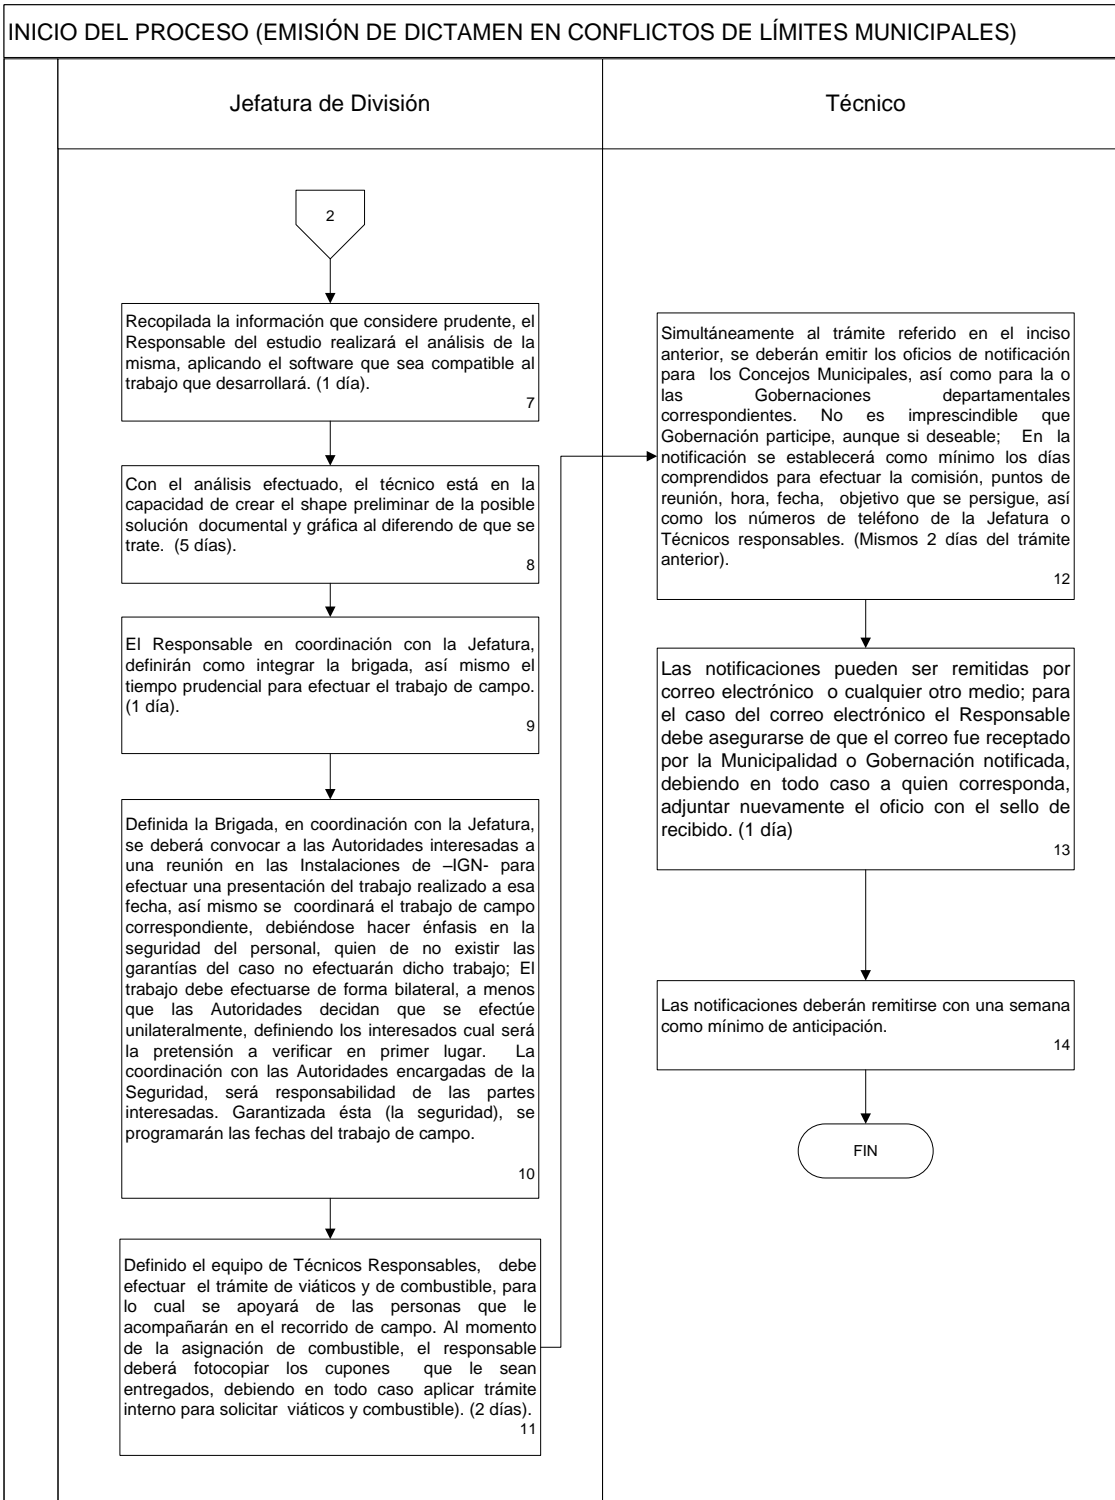 INICIO DEL PROCESO (EMISIÓN DE DICTAMEN EN CONFLICTOS DE LÍMITES MUNICIPALES)
Jefatura de División
Técnico
2
Recopilada la información que considere prudente, el
Responsable del estudio realizará el análisis de la
misma, aplicando el software que sea compatible al
trabajo que desarrollará. (1 día).
7
Con el análisis efectuado, el técnico está en la
capacidad de crear el shape preliminar de la posible
solución documental y gráfica al diferendo de que se
trate. (5 días).
8
El Responsable en coordinación con la Jefatura,
definirán como integrar la brigada, así mismo el
tiempo prudencial para efectuar el trabajo de campo.
(1 día).
9
Definida la Brigada, en coordinación con la Jefatura,
se deberá convocar a las Autoridades interesadas a
una reunión en las Instalaciones de –IGN- para
efectuar una presentación del trabajo realizado a esa
fecha, así mismo se coordinará el trabajo de campo
correspondiente, debiéndose hacer énfasis en la
seguridad del personal, quien de no existir las
garantías del caso no efectuarán dicho trabajo; El
trabajo debe efectuarse de forma bilateral, a menos
que las Autoridades decidan que se efectúe
unilateralmente, definiendo los interesados cual será
la pretensión a verificar en primer lugar. La
coordinación con las Autoridades encargadas de la
Seguridad, será responsabilidad de las partes
interesadas. Garantizada ésta (la seguridad), se
programarán las fechas del trabajo de campo.
10
Definido el equipo de Técnicos Responsables, debe
efectuar el trámite de viáticos y de combustible, para
lo cual se apoyará de las personas que le
acompañarán en el recorrido de campo. Al momento
de la asignación de combustible, el responsable
deberá fotocopiar los cupones que le sean
entregados, debiendo en todo caso aplicar trámite
interno para solicitar viáticos y combustible). (2 días).
11
Simultáneamente al trámite referido en el inciso
anterior, se deberán emitir los oficios de notificación
para los Concejos Municipales, así como para la o
las Gobernaciones departamentales
correspondientes. No es imprescindible que
Gobernación participe, aunque si deseable; En la
notificación se establecerá como mínimo los días
comprendidos para efectuar la comisión, puntos de
reunión, hora, fecha, objetivo que se persigue, así
como los números de teléfono de la Jefatura o
Técnicos responsables. (Mismos 2 días del trámite
anterior).
12
Las notificaciones pueden ser remitidas por
correo electrónico o cualquier otro medio; para
el caso del correo electrónico el Responsable
debe asegurarse de que el correo fue receptado
por la Municipalidad o Gobernación notificada,
debiendo en todo caso a quien corresponda,
adjuntar nuevamente el oficio con el sello de
recibido. (1 día)
13
Las notificaciones deberán remitirse con una semana
como mínimo de anticipación.
14
FIN